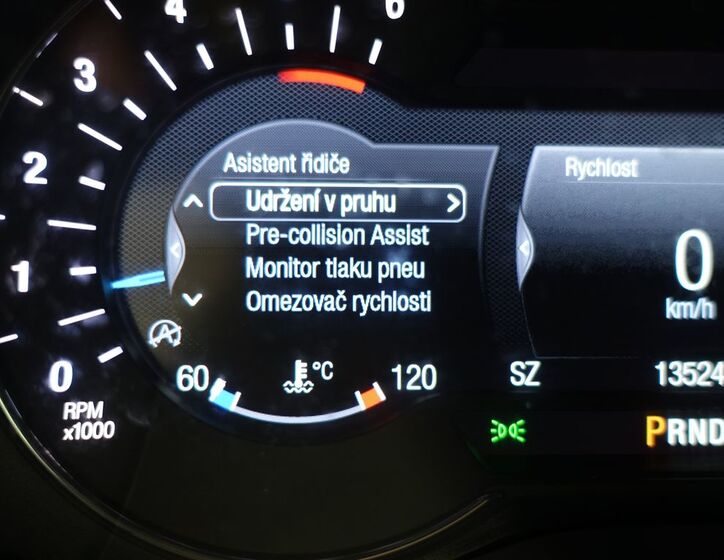 4
6
3
2
1
0
RPM
x1000
Asistent řidiče
Udržení v pruhu
Pre-collision Assist
Monitor tlaku pneu
Omezovač rychlosti
60
°C
120
A
Rychlost
0
km/h
SZ
13524
PRND